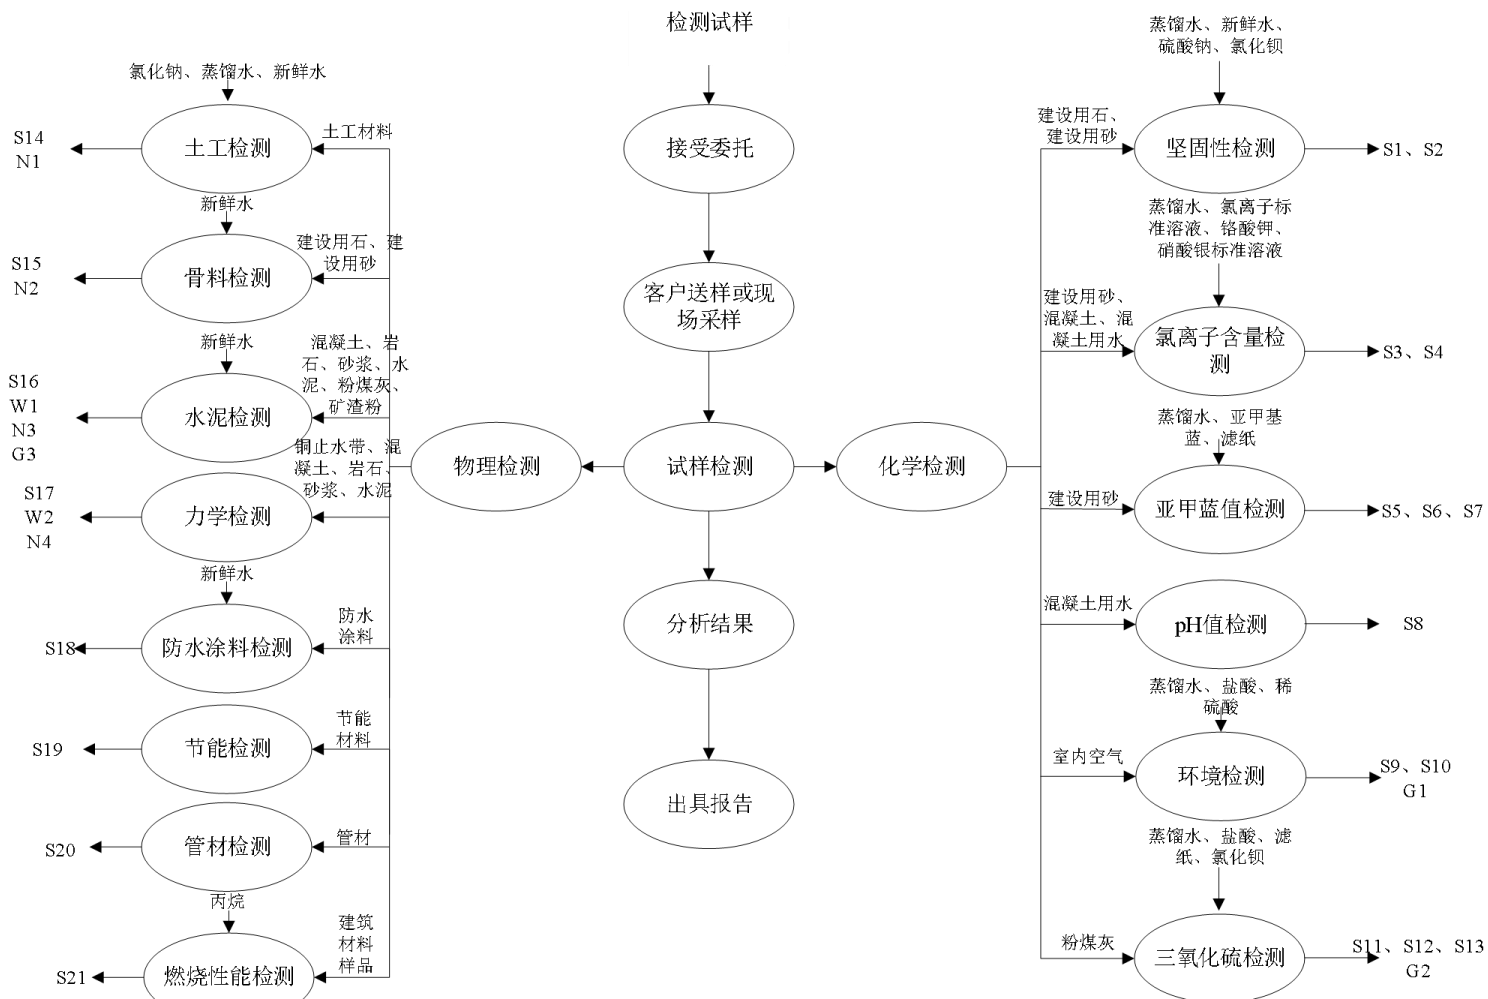 检测试样
接受委托
客户送样或现
场采样
试样检测
分析结果
出具报告
物理检测
氯化钠、蒸馏水、新鲜水
土工材料
土工检测
S14
N1
新鲜水
建设用石、建
设用砂
骨料检测
S15
N2
新鲜水
混凝土、岩
石、砂浆、水
泥、粉煤灰、
矿渣粉
水泥检测
S16
W1
N3
G3
铜止水带、混
凝土、岩石、
砂浆、水泥
力学检测
S17
W2
N4
新鲜水
防水
涂料
防水涂料检测
S18
节能
材料
节能检测
S19
管材
管材检测
S20
丙烷
建筑
材料
样品
燃烧性能检测
S21
化学检测
蒸馏水、新鲜水、
硫酸钠、氯化钡
建设用石、
建设用砂
坚固性检测
S1、S2
蒸馏水、氯离子标
准溶液、铬酸钾、
硝酸银标准溶液
建设用砂、
混凝土、混
凝土用水
氯离子含量检
测
S3、S4
蒸馏水、亚甲基
蓝、滤纸
建设用砂
亚甲蓝值检测
S5、S6、S7
混凝土用水
pH值检测
S8
蒸馏水、盐酸、稀
硫酸
室内空气
环境检测
S9、S10
G1
蒸馏水、盐酸、滤
纸、氯化钡
粉煤灰
三氧化硫检测
S11、S12、S13
G2